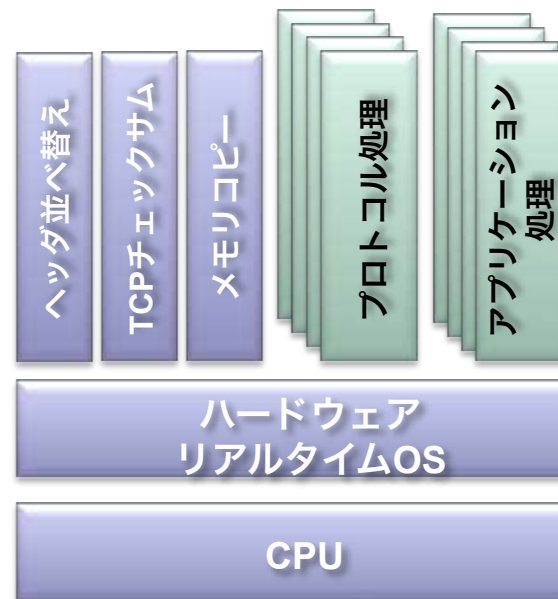 ヘッダ並べ替え
TCPチェックサム
メモリコピー
プロトコル処理
アプリケーション
処理
ハードウェア
リアルタイムOS
CPU